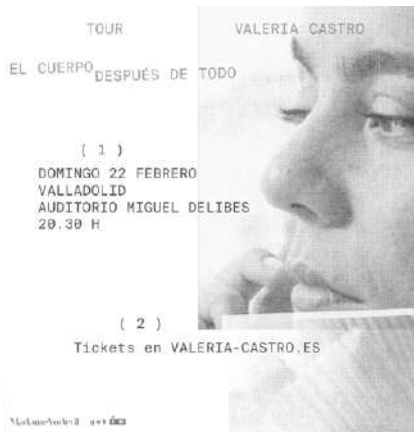 TOUR
VALERIA CASTRO
EL CUERPO DESPUÉS DE TODO
( 1 )
DOMINGO 22 FEBRERO
VALLADOLID
AUDITORIO MIGUEL DELIBES
20.30 H
( 2 )
Tickets en VALERIA-CASTRO.ES